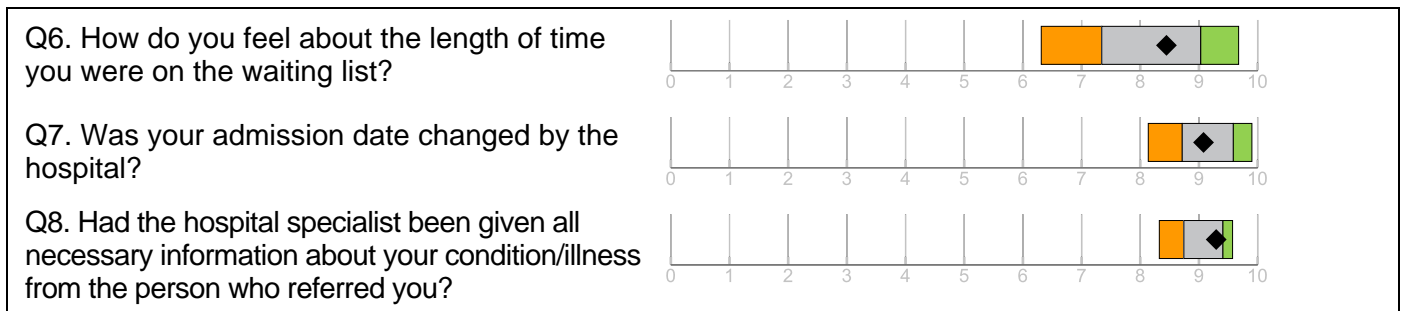 Q6. How do you feel about the length of time
you were on the waiting list?
0 1 2 3 4 5 6 7 8 9 10
Q7. Was your admission date changed by the
hospital?
0 1 2 3 4 5 6 7 8 9 10
Q8. Had the hospital specialist been given all
necessary information about your condition/illness
from the person who referred you?
0 1 2 3 4 5 6 7 8 9 10